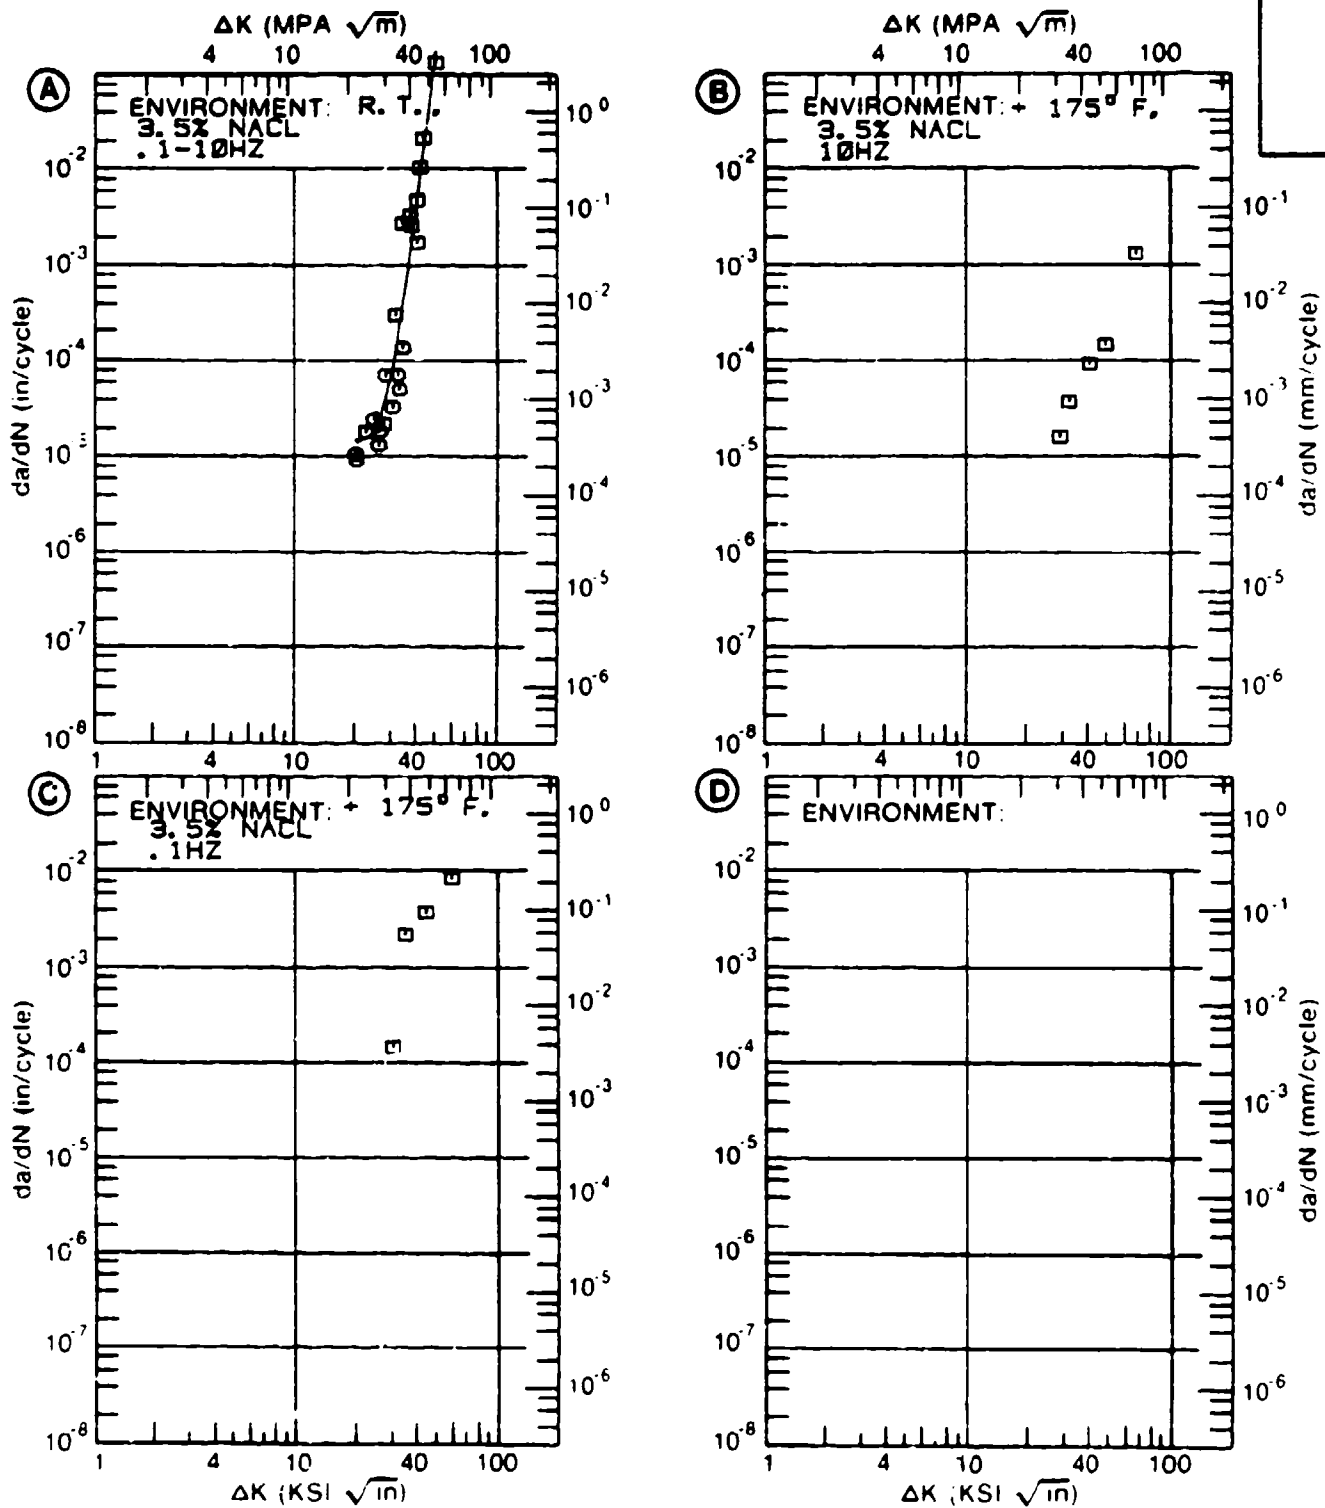 ΔK (MPA √m)
4 10 40 100
ΔK (MPA √m)
4 10 40 100
A
ENVIRONMENT: R. T.,
3. 5% NACL
. 1-10HZ
10⁻²
10⁻³
10⁻⁴
10⁻⁵
10⁻⁶
10⁻⁷
10⁻⁸
da/dN (in/cycle)
10⁰
10⁻¹
10⁻²
10⁻³
10⁻⁴
10⁻⁵
10⁻⁶
1 4 10 40 100
B
ENVIRONMENT: + 175° F.
3. 5% NACL
10HZ
10⁻²
10⁻³
10⁻⁴
10⁻⁵
10⁻⁶
10⁻⁷
10⁻⁸
10⁻¹
10⁻²
10⁻³
10⁻⁴
10⁻⁵
10⁻⁶
da/dN (mm/cycle)
1 4 10 40 100
C
ENVIRONMENT: + 175° F.
3. 5% NACL
. 1HZ
10⁻²
10⁻³
10⁻⁴
10⁻⁵
10⁻⁶
10⁻⁷
10⁻⁸
da/dN (in/cycle)
10⁰
10⁻¹
10⁻²
10⁻³
10⁻⁴
10⁻⁵
10⁻⁶
1 4 10 40 100
ΔK (KSI √in)
D
ENVIRONMENT:
10⁻²
10⁻³
10⁻⁴
10⁻⁵
10⁻⁶
10⁻⁷
10⁻⁸
10⁰
10⁻¹
10⁻²
10⁻³
10⁻⁴
10⁻⁵
10⁻⁶
da/dN (mm/cycle)
1 4 10 40 100
ΔK (KSI √in)